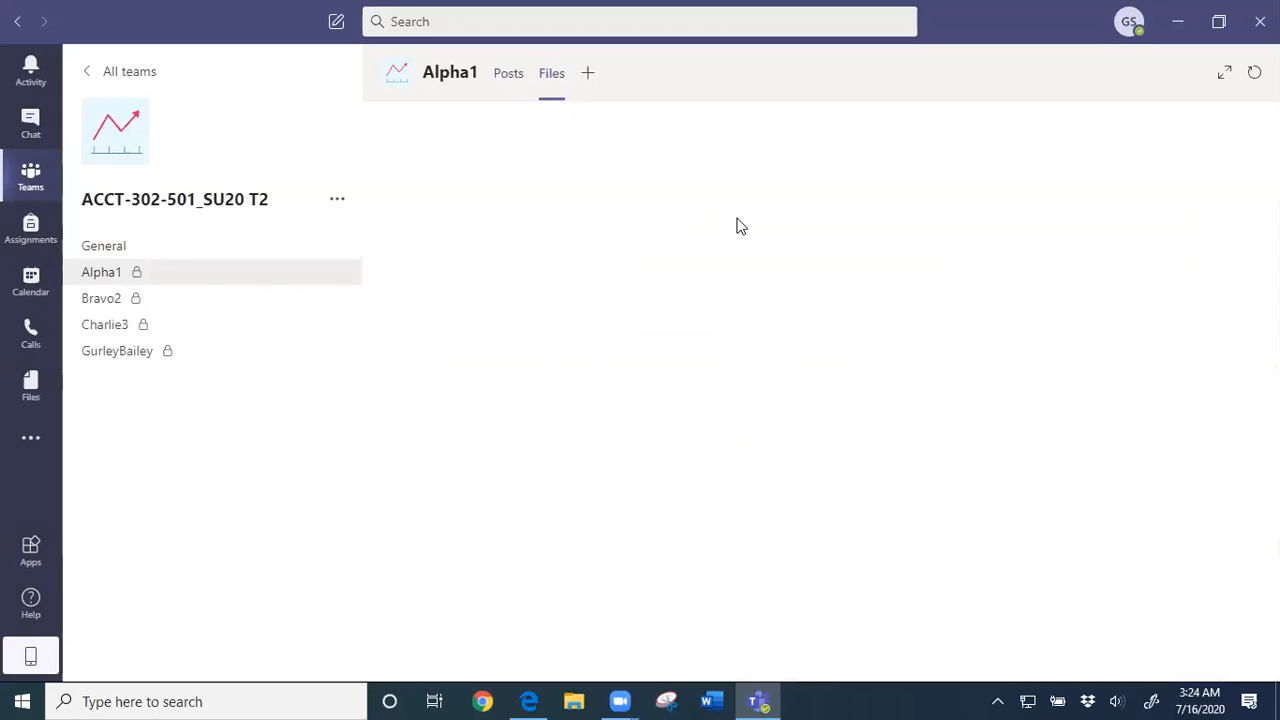 Search
GS
Activity
Chat
Teams
Assignments
Calendar
Calls
Files
Apps
Help
All teams
ACCT-302-501_SU20 T2
General
Alpha1
Bravo2
Charlie3
GurleyBailey
Alpha1 Posts Files
Type here to search
3:24 AM
7/16/2020